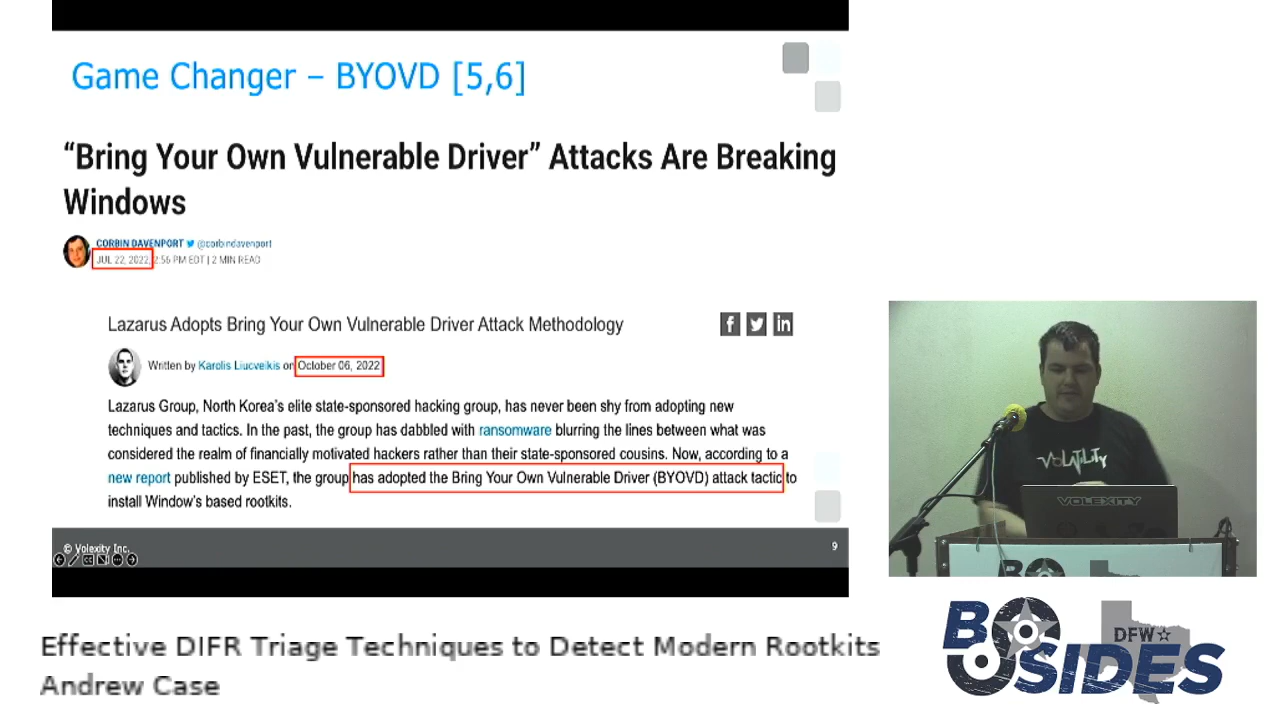 Game Changer – BYOVD [5,6]
“Bring Your Own Vulnerable Driver” Attacks Are Breaking
Windows
CORBIN DAVENPORT @corbindavenport
JUL 22, 2022, 2:56 PM EDT | 2 MIN READ
Lazarus Adopts Bring Your Own Vulnerable Driver Attack Methodology
Written by Karolis Liucveikis on October 06, 2022
Lazarus Group, North Korea's elite state-sponsored hacking group, has never been shy from adopting new
techniques and tactics. In the past, the group has dabbled with ransomware blurring the lines between what was
considered the realm of financially motivated hackers rather than their state-sponsored cousins. Now, according to a
new report published by ESET, the group has adopted the Bring Your Own Vulnerable Driver (BYOVD) attack tactic to
install Window's based rootkits.
© Volexity Inc.
9
VOLATILITY
VOLEXITY
Effective DIFR Triage Techniques to Detect Modern Rootkits
Andrew Case
BSIDES
DFW